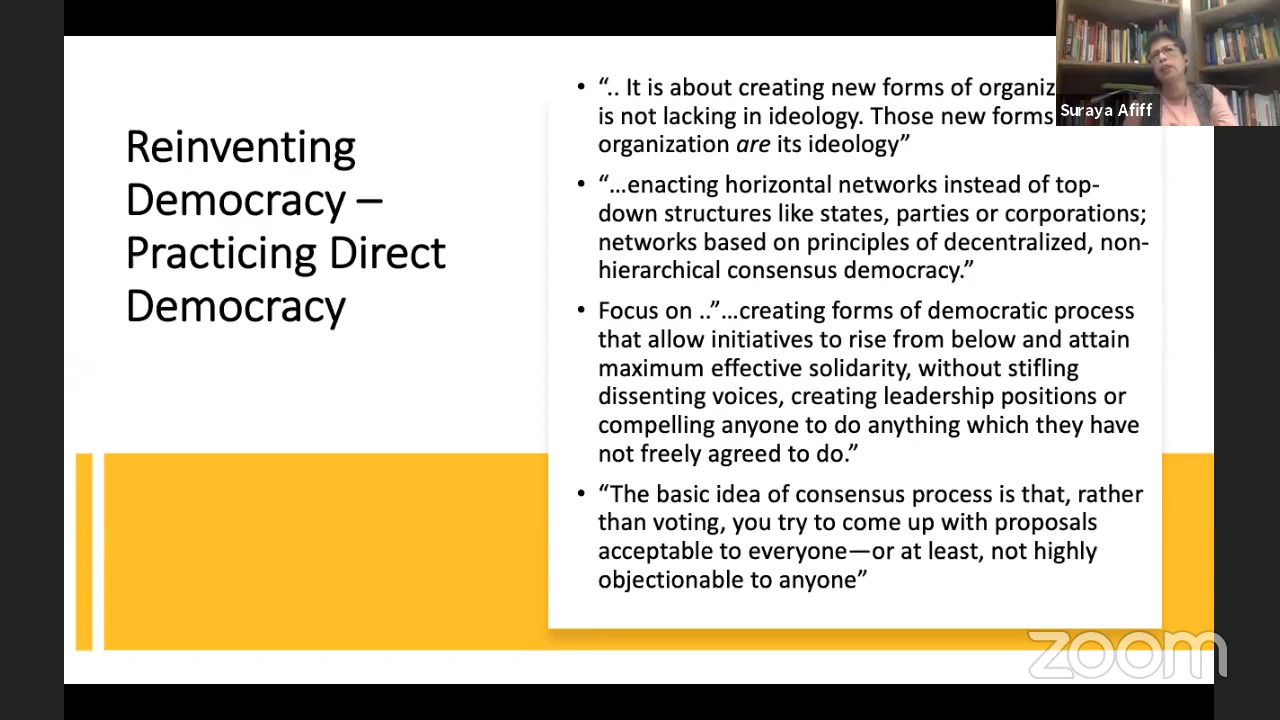 Reinventing
Democracy –
Practicing Direct
Democracy
• “.. It is about creating new forms of
is not lacking in ideology. Those new forms
organization are its ideology”
• “…enacting horizontal networks instead of top-
down structures like states, parties or corporations;
networks based on principles of decentralized, non-
hierarchical consensus democracy.”
• Focus on ..”…creating forms of democratic process
that allow initiatives to rise from below and attain
maximum effective solidarity, without stifling
dissenting voices, creating leadership positions or
compelling anyone to do anything which they have
not freely agreed to do.”
• “The basic idea of consensus process is that, rather
than voting, you try to come up with proposals
acceptable to everyone—or at least, not highly
objectionable to anyone”
Suraya Afiff
zoom